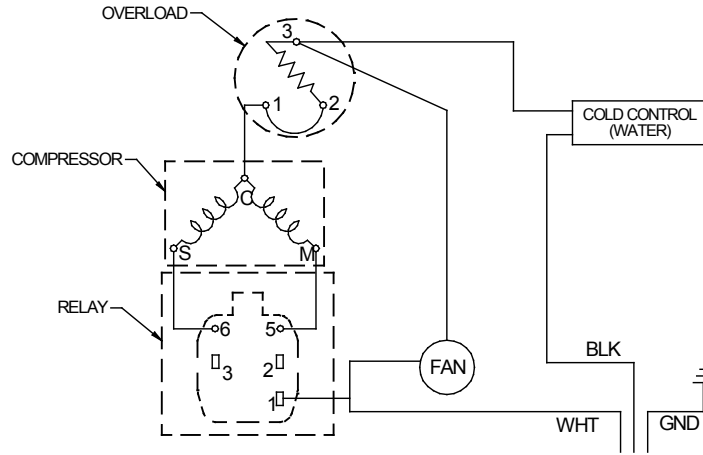 OVERLOAD
3
1
2
COLD CONTROL
(WATER)
COMPRESSOR
C
S
M
RELAY
6
5
3
2
1
FAN
BLK
WHT
GND